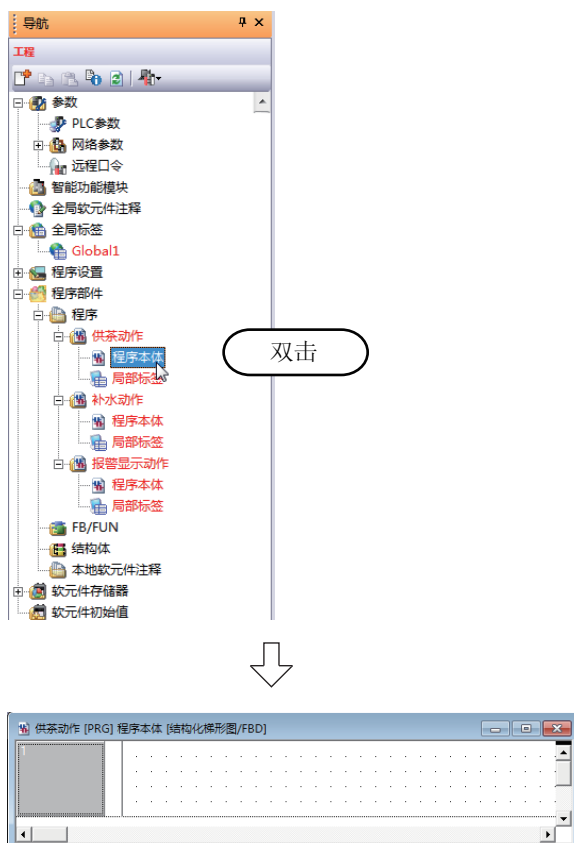 导航
工程
参数
PLC参数
网络参数
远程口令
智能功能模块
全局软元件注释
全局标签
Global1
程序设置
程序部件
程序
供茶动作
程序本体
双击
局部标签
补水动作
程序本体
局部标签
报警显示动作
程序本体
局部标签
FB/FUN
结构体
本地软元件注释
软元件存储器
软元件初始值
供茶动作 [PRG] 程序本体 [结构化梯形图/FBD]
1